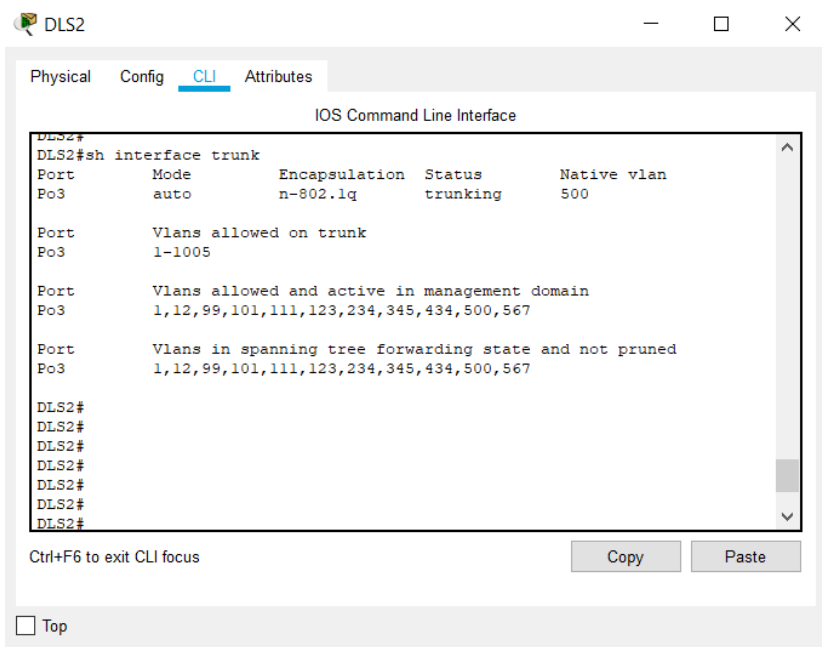 DLS2
Physical Config CLI Attributes
IOS Command Line Interface
DLS2#
DLS2#sh interface trunk
Port Mode Encapsulation Status Native vlan
Po3 auto n-802.1q trunking 500
Port Vlans allowed on trunk
Po3 1-1005
Port Vlans allowed and active in management domain
Po3 1,12,99,101,111,123,234,345,434,500,567
Port Vlans in spanning tree forwarding state and not pruned
Po3 1,12,99,101,111,123,234,345,434,500,567
DLS2#
DLS2#
DLS2#
DLS2#
DLS2#
DLS2#
DLS2#
Ctrl+F6 to exit CLI focus
Copy Paste
Top